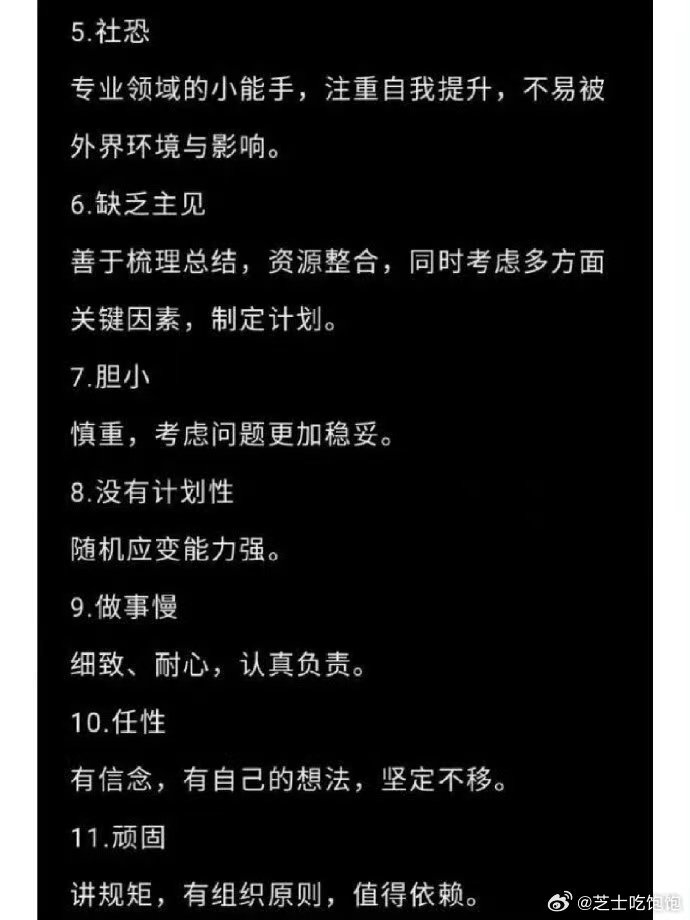 5.社恐
专业领域的小能手，注重自我提升，不易被
外界环境与影响。
6.缺乏主见
善于梳理总结，资源整合，同时考虑多方面
关键因素，制定计划。
7.胆小
慎重，考虑问题更加稳妥。
8.没有计划性
随机应变能力强。
9.做事慢
细致、耐心，认真负责。
10.任性
有信念，有自己的想法，坚定不移。
11.顽固
讲规矩，有组织原则，值得依赖。
@芝士吃饱饱